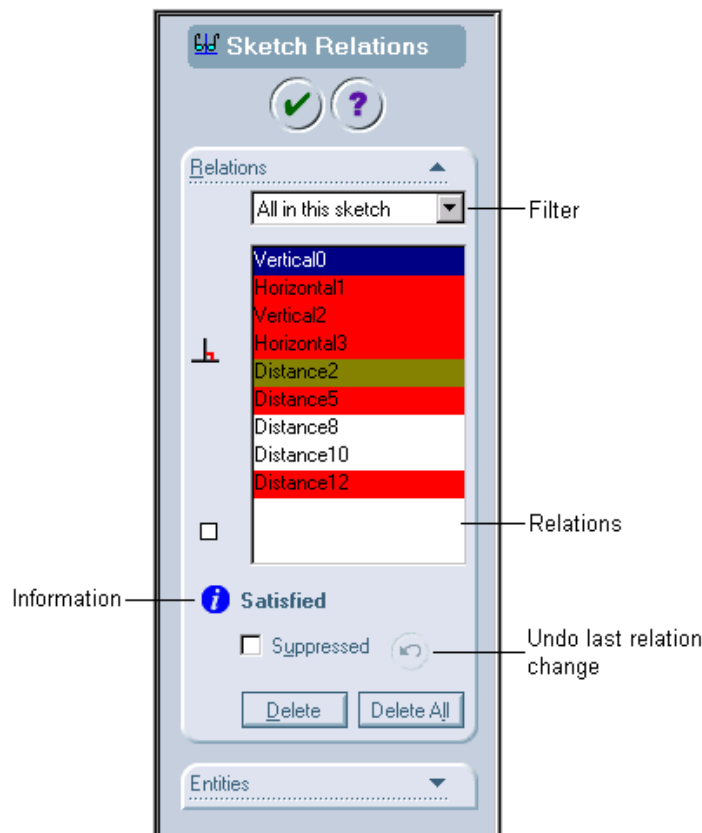 Sketch Relations
?
Relations
All in this sketch
Filter
Vertical0
Horizontal1
Vertical2
Horizontal3
Distance2
Distance5
Distance8
Distance10
Distance12
Relations
Information
i Satisfied
Suppressed
Undo last relation
change
Delete
Delete All
Entities